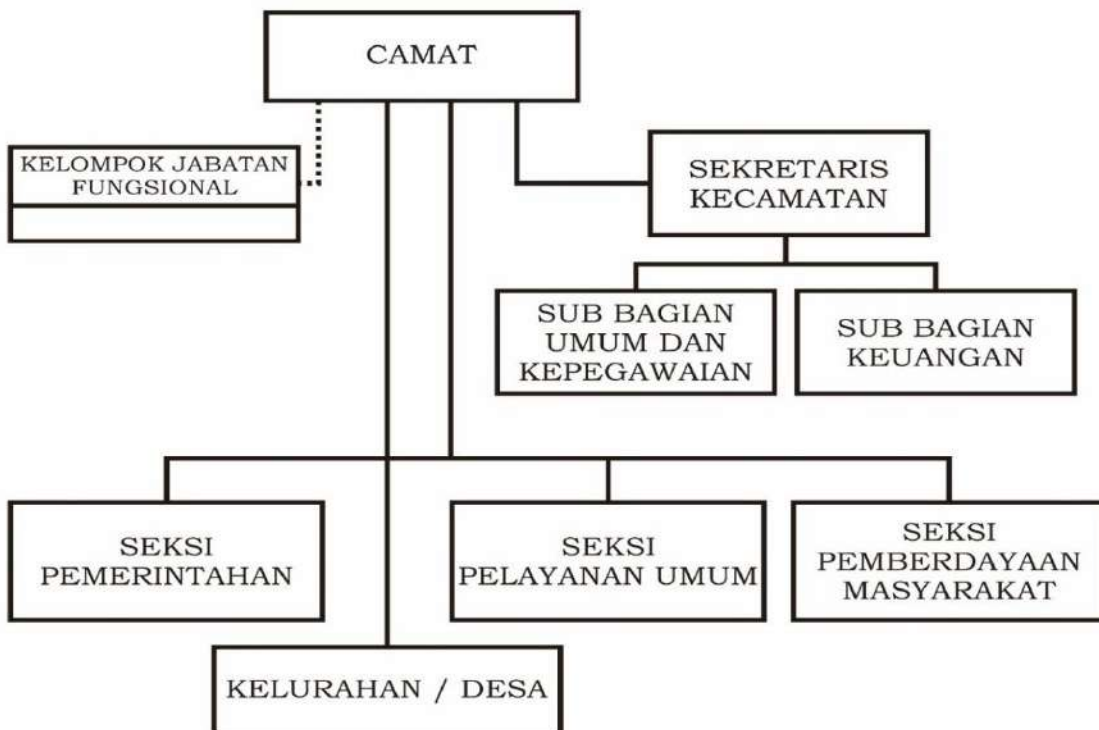 CAMAT
KELOMPOK JABATAN
FUNGSIONAL
SEKRETARIS
KECAMATAN
SUB BAGIAN
UMUM DAN
KEPEGAWAIAN
SUB BAGIAN
KEUANGAN
SEKSI
PEMERINTAHAN
SEKSI
PELAYANAN UMUM
SEKSI
PEMBERDAYAAN
MASYARAKAT
KELURAHAN / DESA